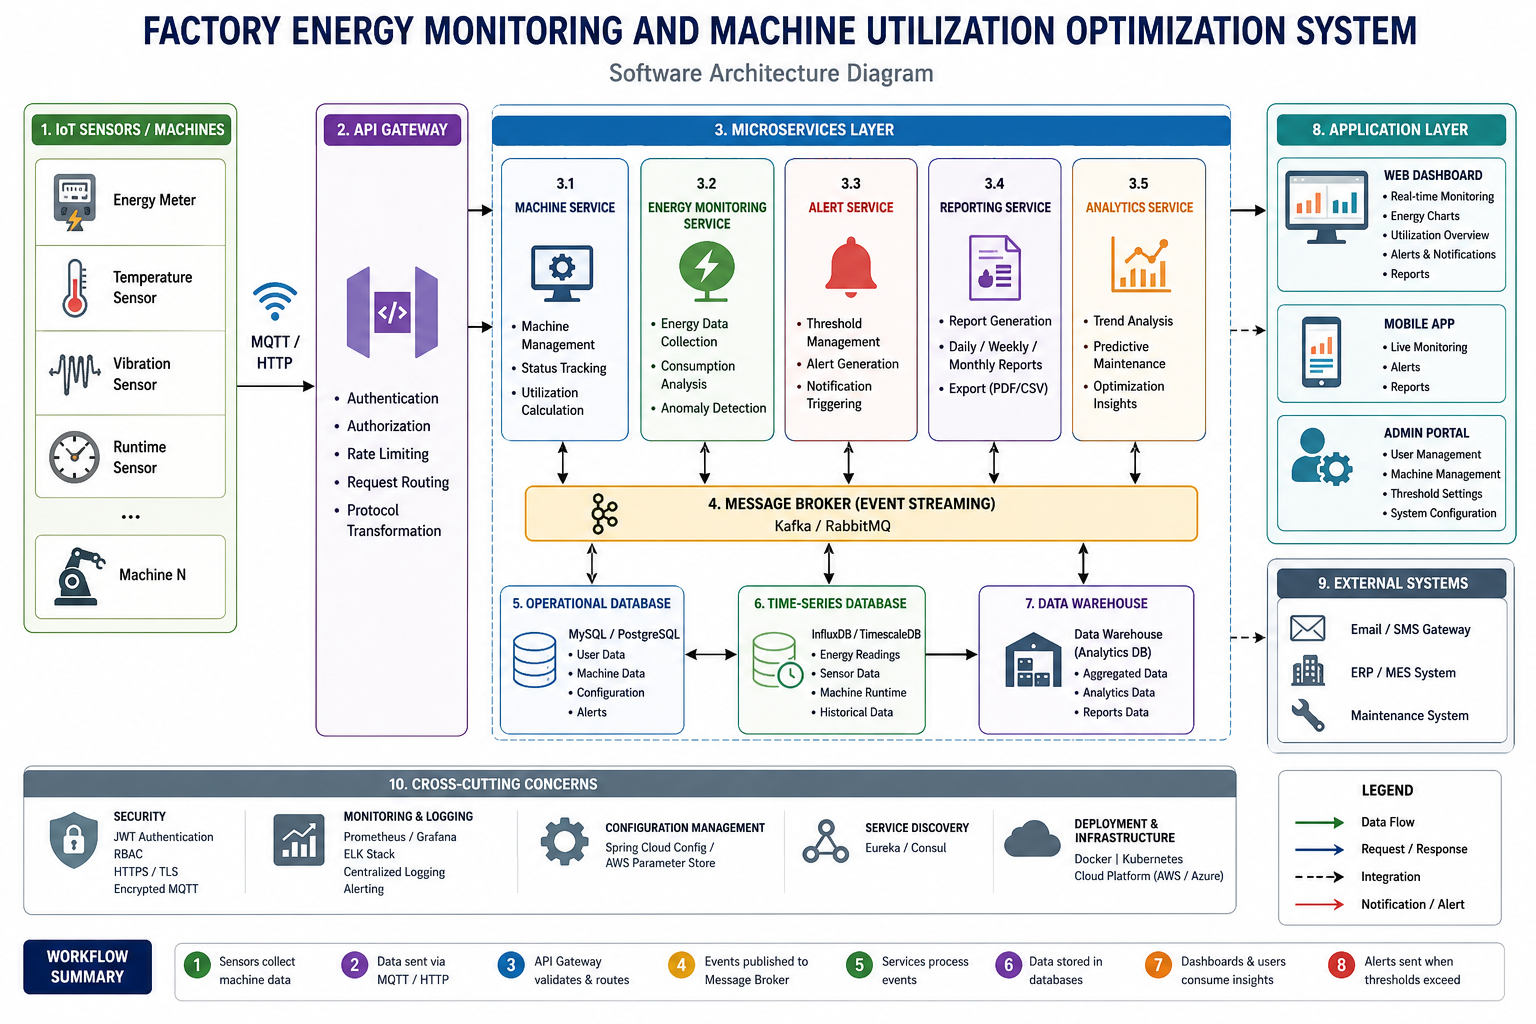 FACTORY ENERGY MONITORING AND MACHINE UTILIZATION OPTIMIZATION SYSTEM
Software Architecture Diagram
1. IoT SENSORS / MACHINES
Energy Meter
Temperature
Sensor
Vibration
Sensor
Runtime
Sensor
...
Machine N
MQTT /
HTTP
2. API GATEWAY
</>
• Authentication
• Authorization
• Rate Limiting
• Request Routing
• Protocol
Transformation
3. MICROSERVICES LAYER
3.1
MACHINE SERVICE
• Machine
Management
• Status Tracking
• Utilization
Calculation
3.2
ENERGY MONITORING
SERVICE
• Energy Data
Collection
• Consumption
Analysis
• Anomaly Detection
3.3
ALERT SERVICE
• Threshold
Management
• Alert Generation
• Notification
Triggering
3.4
REPORTING SERVICE
• Report Generation
• Daily / Weekly /
Monthly Reports
• Export (PDF/CSV)
3.5
ANALYTICS SERVICE
• Trend Analysis
• Predictive
Maintenance
• Optimization
Insights
4. MESSAGE BROKER (EVENT STREAMING)
Kafka / RabbitMQ
5. OPERATIONAL DATABASE
MySQL / PostgreSQL
• User Data
• Machine Data
• Configuration
• Alerts
6. TIME-SERIES DATABASE
InfluxDB / TimescaleDB
• Energy Readings
• Sensor Data
• Machine Runtime
• Historical Data
7. DATA WAREHOUSE
Data Warehouse
(Analytics DB)
• Aggregated Data
• Analytics Data
• Reports Data
8. APPLICATION LAYER
WEB DASHBOARD
• Real-time Monitoring
• Energy Charts
• Utilization Overview
• Alerts & Notifications
• Reports
MOBILE APP
• Live Monitoring
• Alerts
• Reports
ADMIN PORTAL
• User Management
• Machine Management
• Threshold Settings
• System Configuration
9. EXTERNAL SYSTEMS
Email / SMS Gateway
ERP / MES System
Maintenance System
10. CROSS-CUTTING CONCERNS
SECURITY
JWT Authentication
RBAC
HTTPS / TLS
Encrypted MQTT
MONITORING & LOGGING
Prometheus / Grafana
ELK Stack
Centralized Logging
Alerting
CONFIGURATION MANAGEMENT
Spring Cloud Config /
AWS Parameter Store
SERVICE DISCOVERY
Eureka / Consul
DEPLOYMENT &
INFRASTRUCTURE
Docker | Kubernetes
Cloud Platform (AWS / Azure)
LEGEND
Data Flow
Request / Response
Integration
Notification / Alert
WORKFLOW
SUMMARY
1 Sensors collect
machine data
2 Data sent via
MQTT / HTTP
3 API Gateway
validates & routes
4 Events published to
Message Broker
5 Services process
events
6 Data stored in
databases
7 Dashboards & users
consume insights
8 Alerts sent when
thresholds exceed